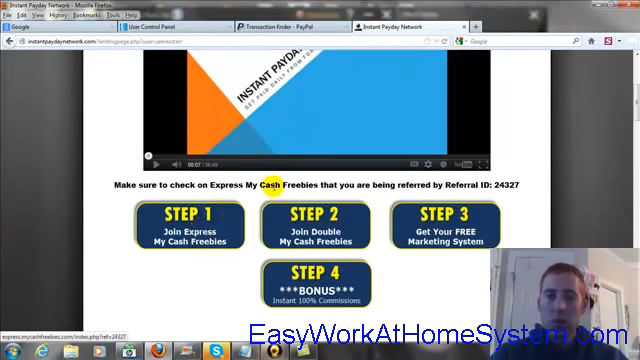 Instant Payday Network - Mozilla Firefox
File Edit View History Bookmarks Tools Help
Google
User Control Panel
Transaction finder - PayPal
Instant Payday Network
instantpaydaynetwork.com/landingpage.php?user=jamesstarr
Google
INSTANT PAYDA
GET PAID DAILY FROM FOR
00:07 / 26:49
Make sure to check on Express My Cash Freebies that you are being referred by Referral ID: 24327
STEP 1
Join Express
My Cash Freebies
STEP 2
Join Double
My Cash Freebies
STEP 3
Get Your FREE
Marketing System
STEP 4
***BONUS***
Instant 100% Commissions
express.mycashfreebies.com/index.php?ref=24327
EasyWorkAtHomeSystem.com